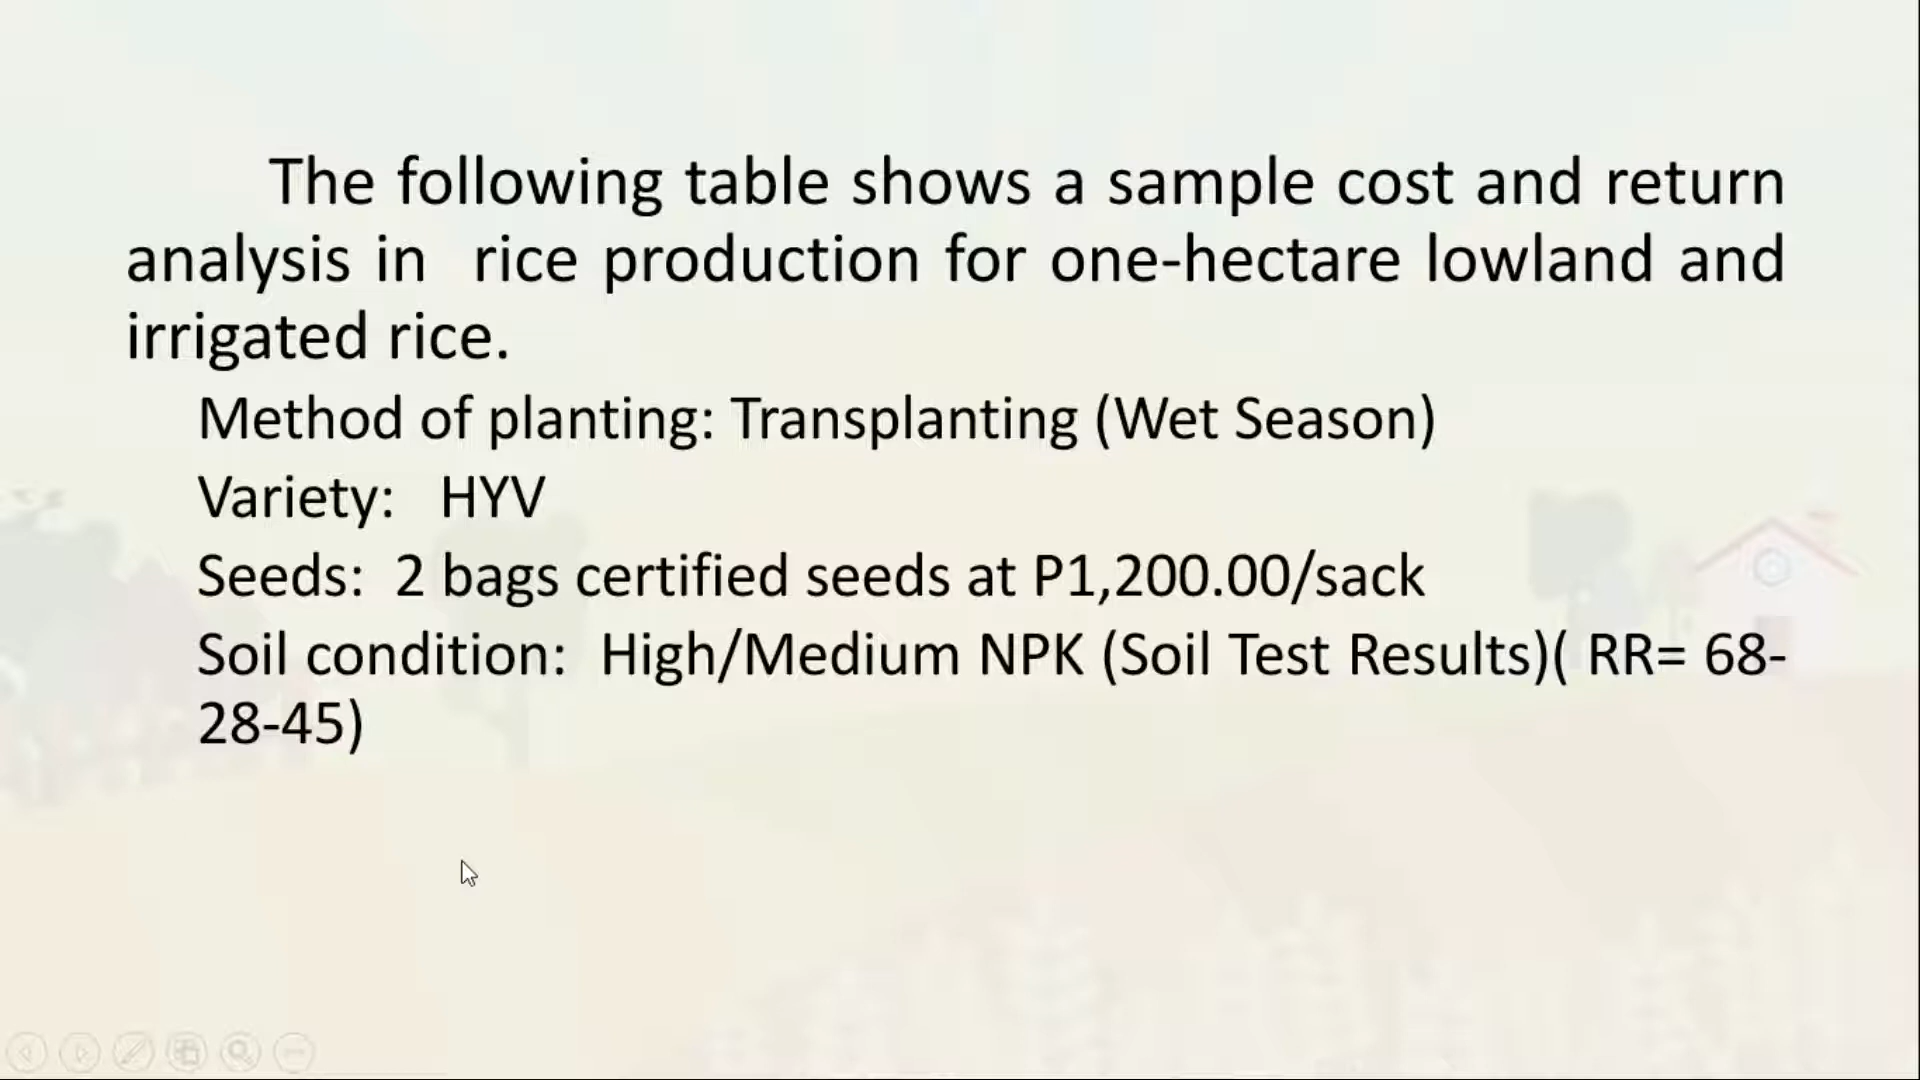 The following table shows a sample cost and return
analysis in rice production for one-hectare lowland and
irrigated rice.
Method of planting: Transplanting (Wet Season)
Variety: HYV
Seeds: 2 bags certified seeds at P1,200.00/sack
Soil condition: High/Medium NPK (Soil Test Results)( RR= 68-
28-45)